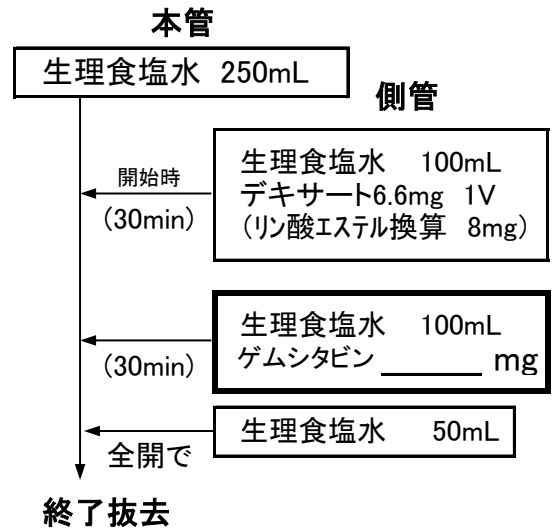 本管
生理食塩水 250mL
側管
生理食塩水 100mL
デキサート6.6mg 1V
(リン酸エステル換算 8mg)
開始時
(30min)
生理食塩水 100mL
ゲムシタビン ______ mg
(30min)
生理食塩水 50mL
全開で
終了抜去